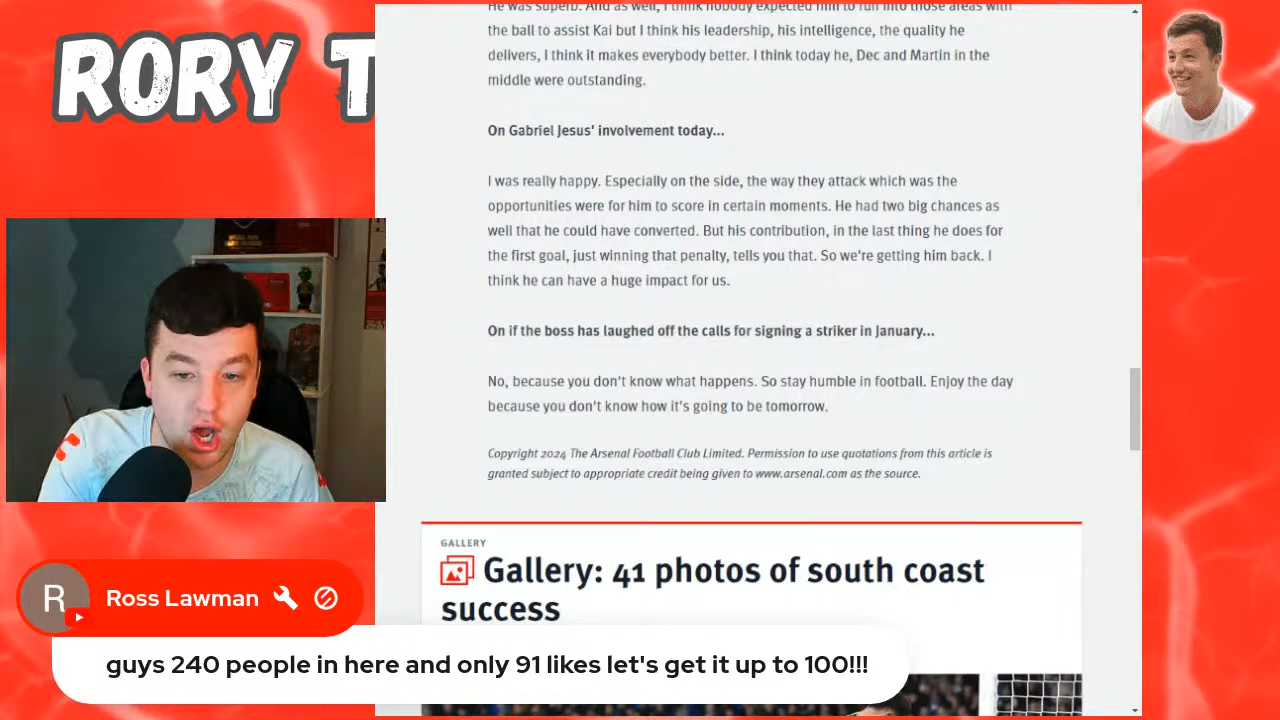 RORY T
He was superb. And as well, I think nobody expected him to run into those areas with
the ball to assist Kai but I think his leadership, his intelligence, the quality he
delivers, I think it makes everybody better. I think today he, Dec and Martin in the
middle were outstanding.
On Gabriel Jesus' involvement today...
I was really happy. Especially on the side, the way they attack which was the
opportunities were for him to score in certain moments. He had two big chances as
well that he could have converted. But his contribution, in the last thing he does for
the first goal, just winning that penalty, tells you that. So we're getting him back. I
think he can have a huge impact for us.
On if the boss has laughed off the calls for signing a striker in January...
No, because you don't know what happens. So stay humble in football. Enjoy the day
because you don't know how it's going to be tomorrow.
Copyright 2024 The Arsenal Football Club Limited. Permission to use quotations from this article is
granted subject to appropriate credit being given to www.arsenal.com as the source.
GALLERY
Gallery: 41 photos of south coast
success
R
Ross Lawman
guys 240 people in here and only 91 likes let's get it up to 100!!!